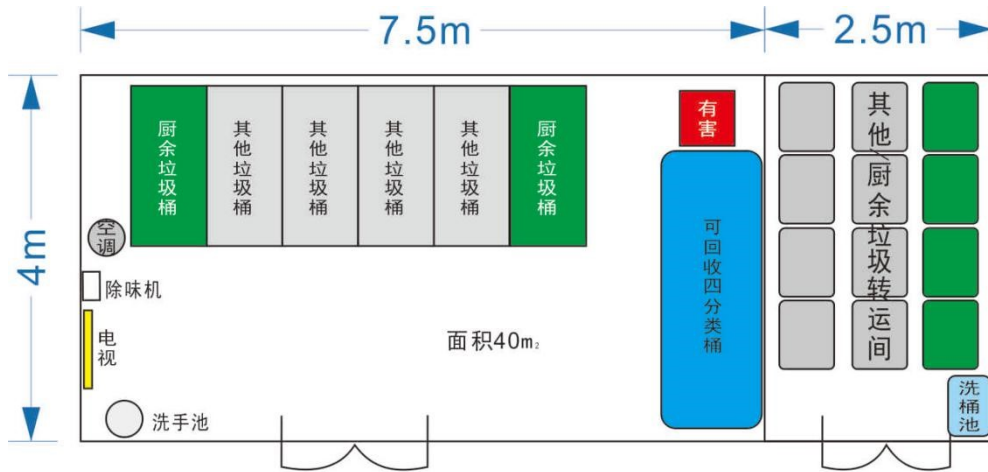 7.5m
2.5m
4m
厨余垃圾桶
其他垃圾桶
其他垃圾桶
其他垃圾桶
其他垃圾桶
厨余垃圾桶
有害
可回收四分类桶
其他/厨余垃圾转运间
空调
除味机
电视
面积40m₂
洗手池
洗桶池